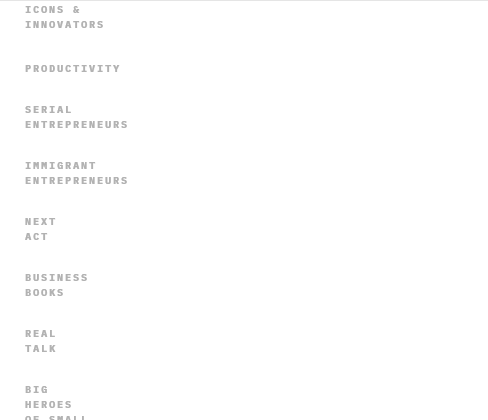 ICONS &
INNOVATORS
PRODUCTIVITY
SERIAL
ENTREPRENEURS
IMMIGRANT
ENTREPRENEURS
NEXT
ACT
BUSINESS
BOOKS
REAL
TALK
BIG
HEROES
OF SMALL